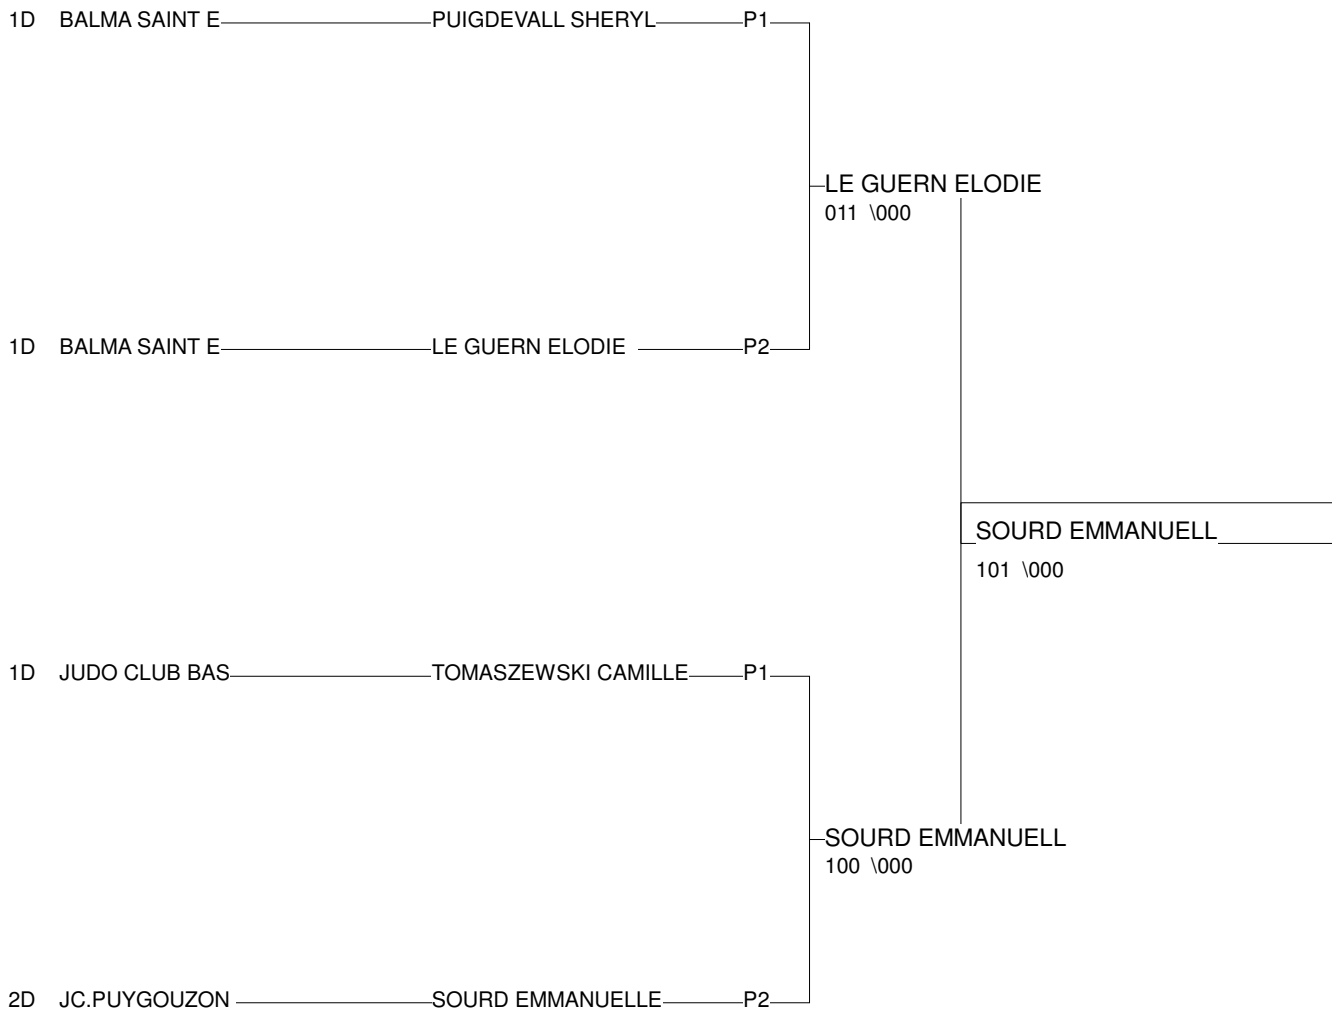 1D BALMA SAINT E PUIGDEVALL SHERYL P1
LE GUERN ELODIE
011 \000
1D BALMA SAINT E LE GUERN ELODIE P2
SOURD EMMANUELL
101 \000
1D JUDO CLUB BAS TOMASZEWSKI CAMILLE P1
SOURD EMMANUELL
100 \000
2D JC.PUYGOUZON SOURD EMMANUELLE P2